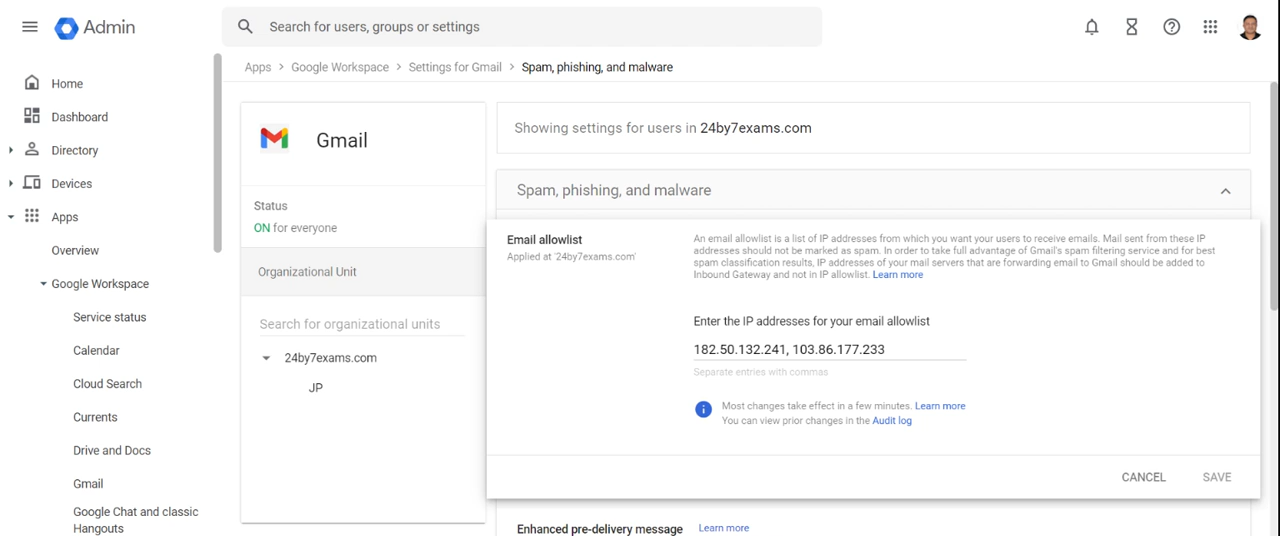 Admin
Search for users, groups or settings
Apps > Google Workspace > Settings for Gmail > Spam, phishing, and malware
Home
Dashboard
Directory
Devices
Apps
Overview
Google Workspace
Service status
Calendar
Cloud Search
Currents
Drive and Docs
Gmail
Google Chat and classic
Hangouts
Gmail
Status
ON for everyone
Organizational Unit
Search for organizational units
24by7exams.com
JP
Showing settings for users in 24by7exams.com
Spam, phishing, and malware
Email allowlist
Applied at '24by7exams.com'
An email allowlist is a list of IP addresses from which you want your users to receive emails. Mail sent from these IP
addresses should not be marked as spam. In order to take full advantage of Gmail's spam filtering service and for best
spam classification results, IP addresses of your mail servers that are forwarding email to Gmail should be added to
Inbound Gateway and not in IP allowlist. Learn more
Enter the IP addresses for your email allowlist
182.50.132.241, 103.86.177.233
Separate entries with commas
Most changes take effect in a few minutes. Learn more
You can view prior changes in the Audit log
CANCEL
SAVE
Enhanced pre-delivery message
Learn more